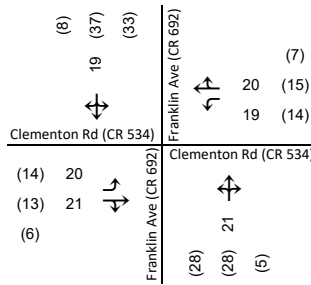 (8) (37) (33)
19
Franklin Ave (CR 692)
(7)
20 (15)
19 (14)
Clementon Rd (CR 534)
Clementon Rd (CR 534)
(14) 20
(13) 21
(6)
Franklin Ave (CR 692)
21
(28) (28) (5)